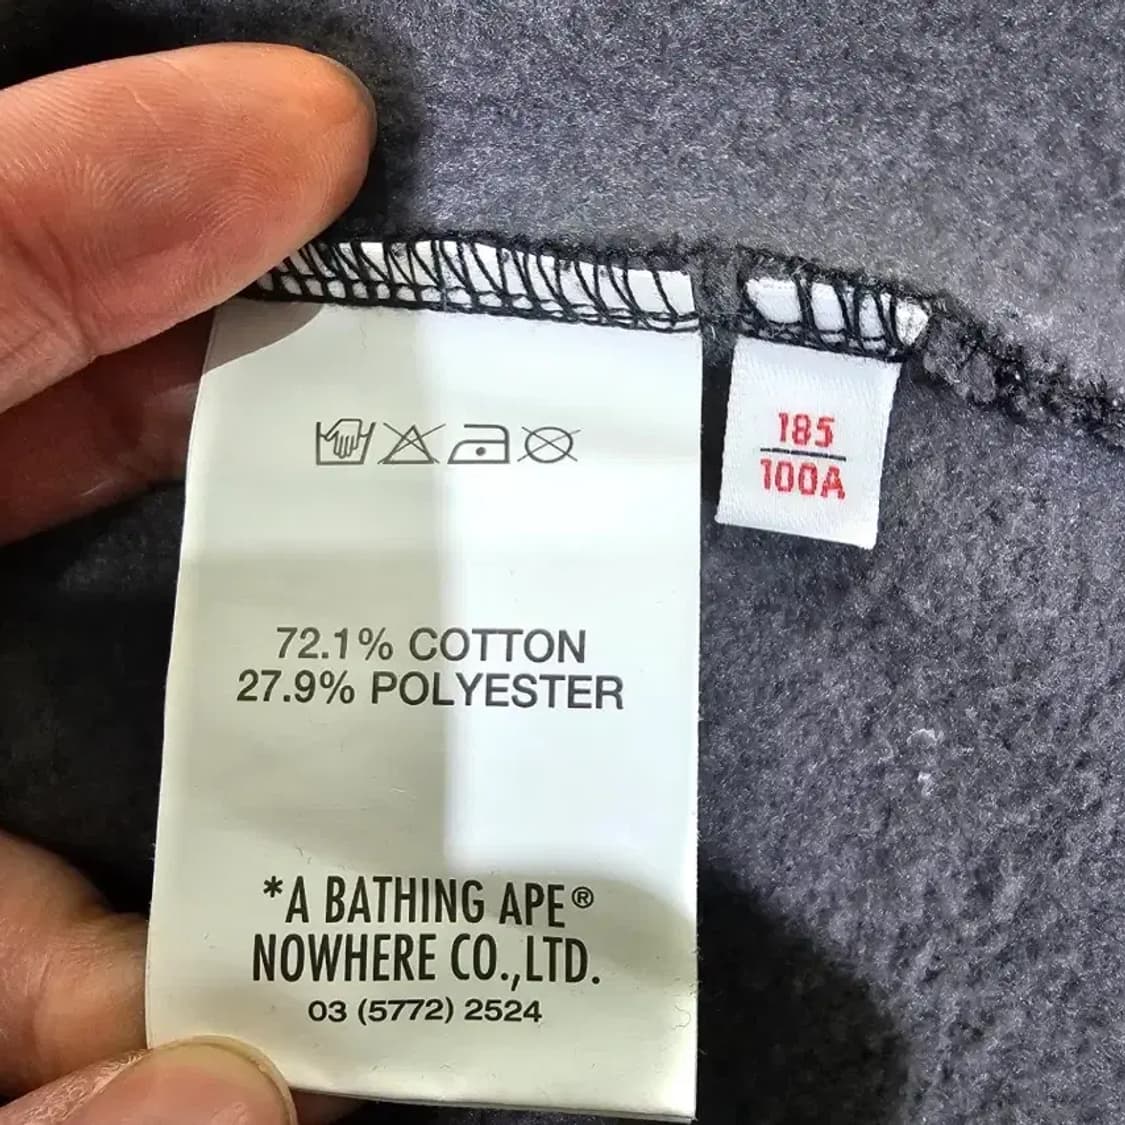 72.1% COTTON
27.9% POLYESTER
*A BATHING APE®
NOWHERE CO.,LTD.
03 (5772) 2524
185
100A